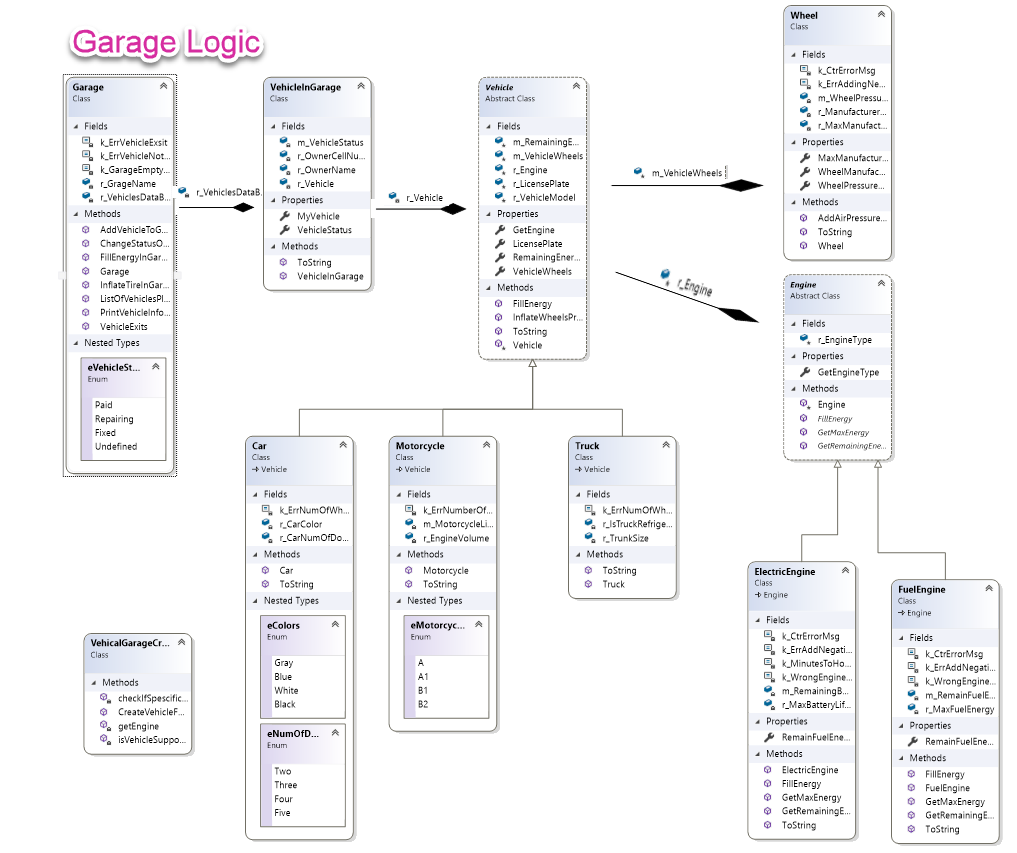 Garage Logic
Garage
Class
Fields
k_ErrVehicleExsit
k_ErrVehicleNot...
k_GarageEmpty...
r_GrageName
r_VehiclesDataB...
Methods
AddVehicleToG...
ChangeStatusO...
FillEnergyInGar...
Garage
InflateTireInGar...
ListOfVehiclesPl...
PrintVehicleInfo...
VehicleExits
Nested Types
eVehicleSt...
Enum
Paid
Repairing
Fixed
Undefined
r_VehiclesDataB.
VehicleInGarage
Class
Fields
m_VehicleStatus
r_OwnerCellNu...
r_OwnerName
r_Vehicle
Properties
MyVehicle
VehicleStatus
Methods
ToString
VehicleInGarage
r_Vehicle
Vehicle
Abstract Class
Fields
m_RemainingE...
m_VehicleWheels
r_Engine
r_LicensePlate
r_VehicleModel
Properties
GetEngine
LicensePlate
RemainingEner...
VehicleWheels
Methods
FillEnergy
InflateWheelsPr...
ToString
Vehicle
m_VehicleWheels
r_Engine
Wheel
Class
Fields
k_CtrErrorMsg
k_ErrAddingNe...
m_WheelPressu...
r_Manufacturer...
r_MaxManufact...
Properties
MaxManufactur...
WheelManufac...
WheelPressure...
Methods
AddAirPressure...
ToString
Wheel
Engine
Abstract Class
Fields
r_EngineType
Properties
GetEngineType
Methods
Engine
FillEnergy
GetMaxEnergy
GetRemainingEne...
Car
Class
Vehicle
Fields
k_ErrNumOfWh...
r_CarColor
r_CarNumOfDo...
Methods
Car
ToString
Nested Types
eColors
Enum
Gray
Blue
White
Black
eNumOfD...
Enum
Two
Three
Four
Five
Motorcycle
Class
Vehicle
Fields
k_ErrNumberOf...
m_MotorcycleLi...
r_EngineVolume
Methods
Motorcycle
ToString
Nested Types
eMotorcyc...
Enum
A
A1
B1
B2
Truck
Class
Vehicle
Fields
k_ErrNumOfWh...
r_IsTruckRefrige...
r_TrunkSize
Methods
ToString
Truck
VehicalGarageCr...
Class
Methods
checkIfSpesific...
CreateVehicleF...
getEngine
isVehicleSuppo...
ElectricEngine
Class
Engine
Fields
k_CtrErrorMsg
k_ErrAddNegati...
k_MinutesToHo...
k_WrongEngine...
m_RemainingB...
r_MaxBatteryLif...
Properties
RemainFuelEne...
Methods
ElectricEngine
FillEnergy
GetMaxEnergy
GetRemainingE...
ToString
FuelEngine
Class
Engine
Fields
k_CtrErrorMsg
k_ErrAddNegati...
k_WrongEngine...
m_RemainFuelE...
r_MaxFuelEnergy
Properties
RemainFuelEne...
Methods
FillEnergy
FuelEngine
GetMaxEnergy
GetRemainingE...
ToString